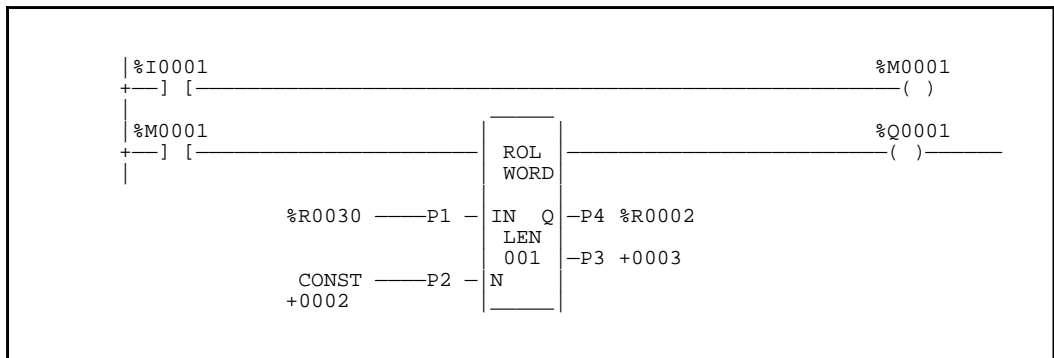 %I0001 %M0001
] [ ( )
%M0001 %Q0001
] [ ROL ( )
WORD
%R0030 P1 IN Q P4 %R0002
LEN
001 P3 +0003
CONST P2 N
+0002